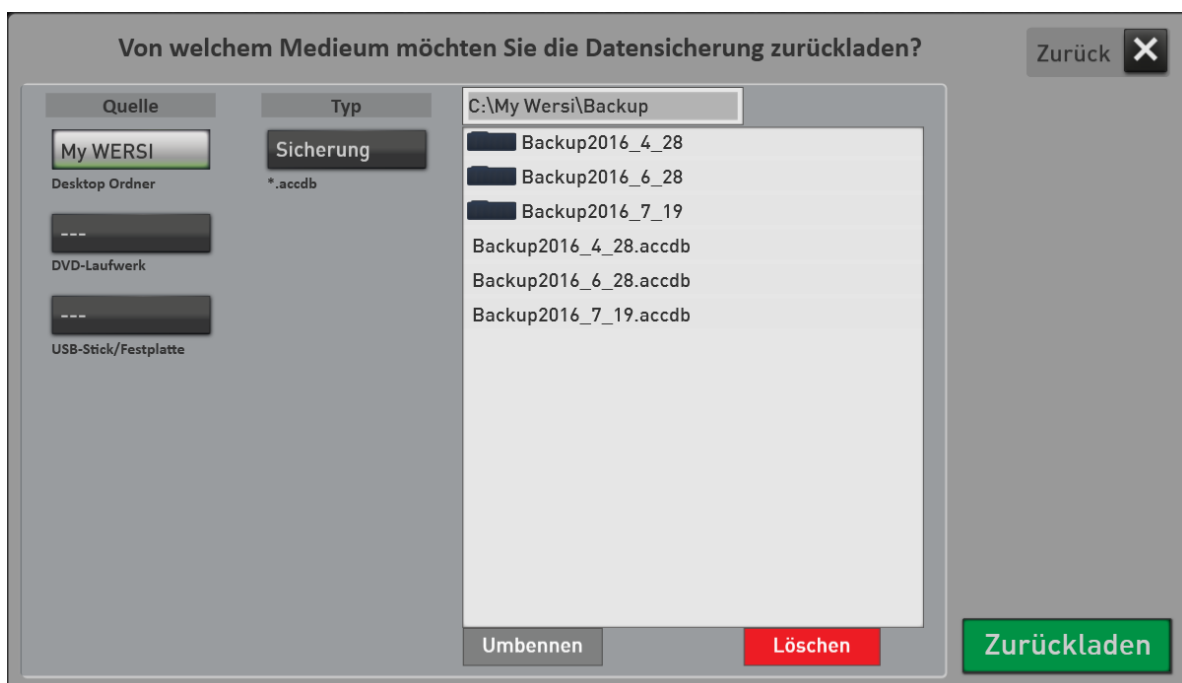 Von welchem Medieum möchten Sie die Datensicherung zurückladen?
Zurück
Quelle
Typ
C:\My Wersi\Backup
My WERSI
Desktop Ordner
Sicherung
*.accdb
---
DVD-Laufwerk
---
USB-Stick/Festplatte
Backup2016_4_28
Backup2016_6_28
Backup2016_7_19
Backup2016_4_28.accdb
Backup2016_6_28.accdb
Backup2016_7_19.accdb
Umbennen
Löschen
Zurückladen